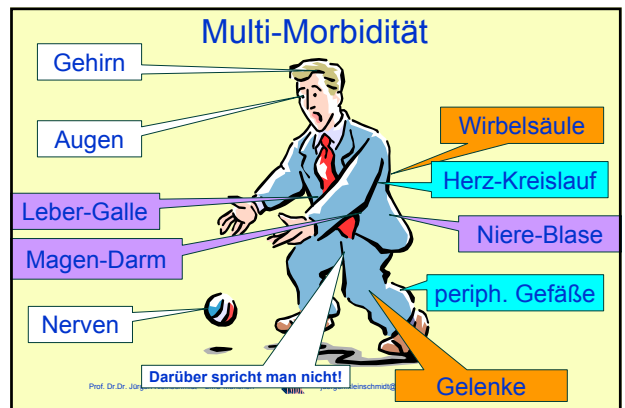 Multi-Morbidität
Gehirn
Augen
Wirbelsäule
Herz-Kreislauf
Leber-Galle
Niere-Blase
Magen-Darm
periph. Gefäße
Nerven
Darüber spricht man nicht!
Gelenke
Prof. Dr.Dr.